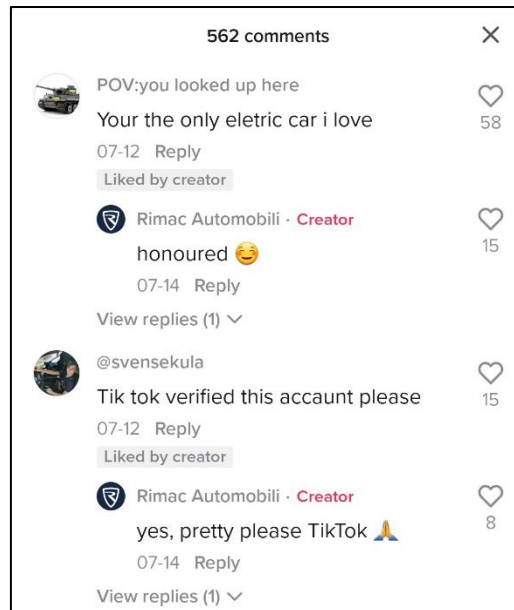 562 comments
POV:you looked up here
Your the only eletric car i love
58
07-12 Reply
Liked by creator
Rimac Automobili · Creator
honoured 😊
15
07-14 Reply
View replies (1)
@svensekula
Tik tok verified this accaunt please
15
07-12 Reply
Liked by creator
Rimac Automobili · Creator
yes, pretty please TikTok 🙏
8
07-14 Reply
View replies (1)